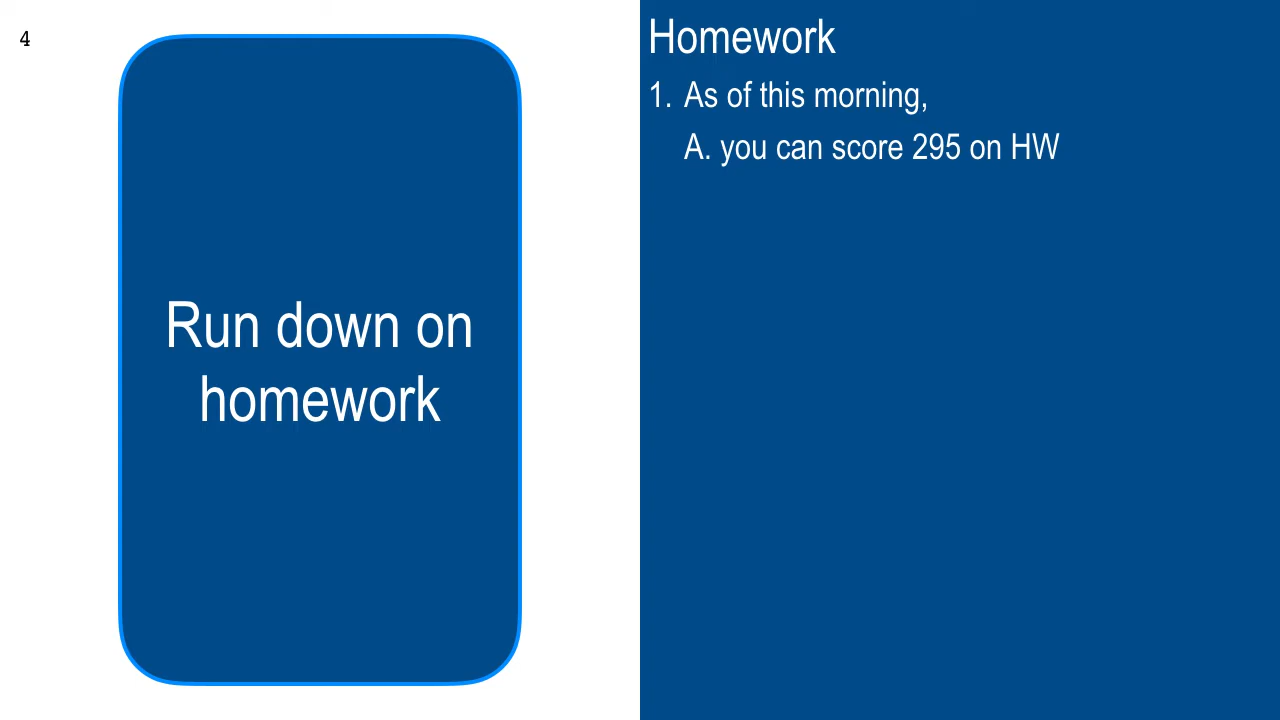 4
Run down on
homework
Homework
1. As of this morning,
A. you can score 295 on HW